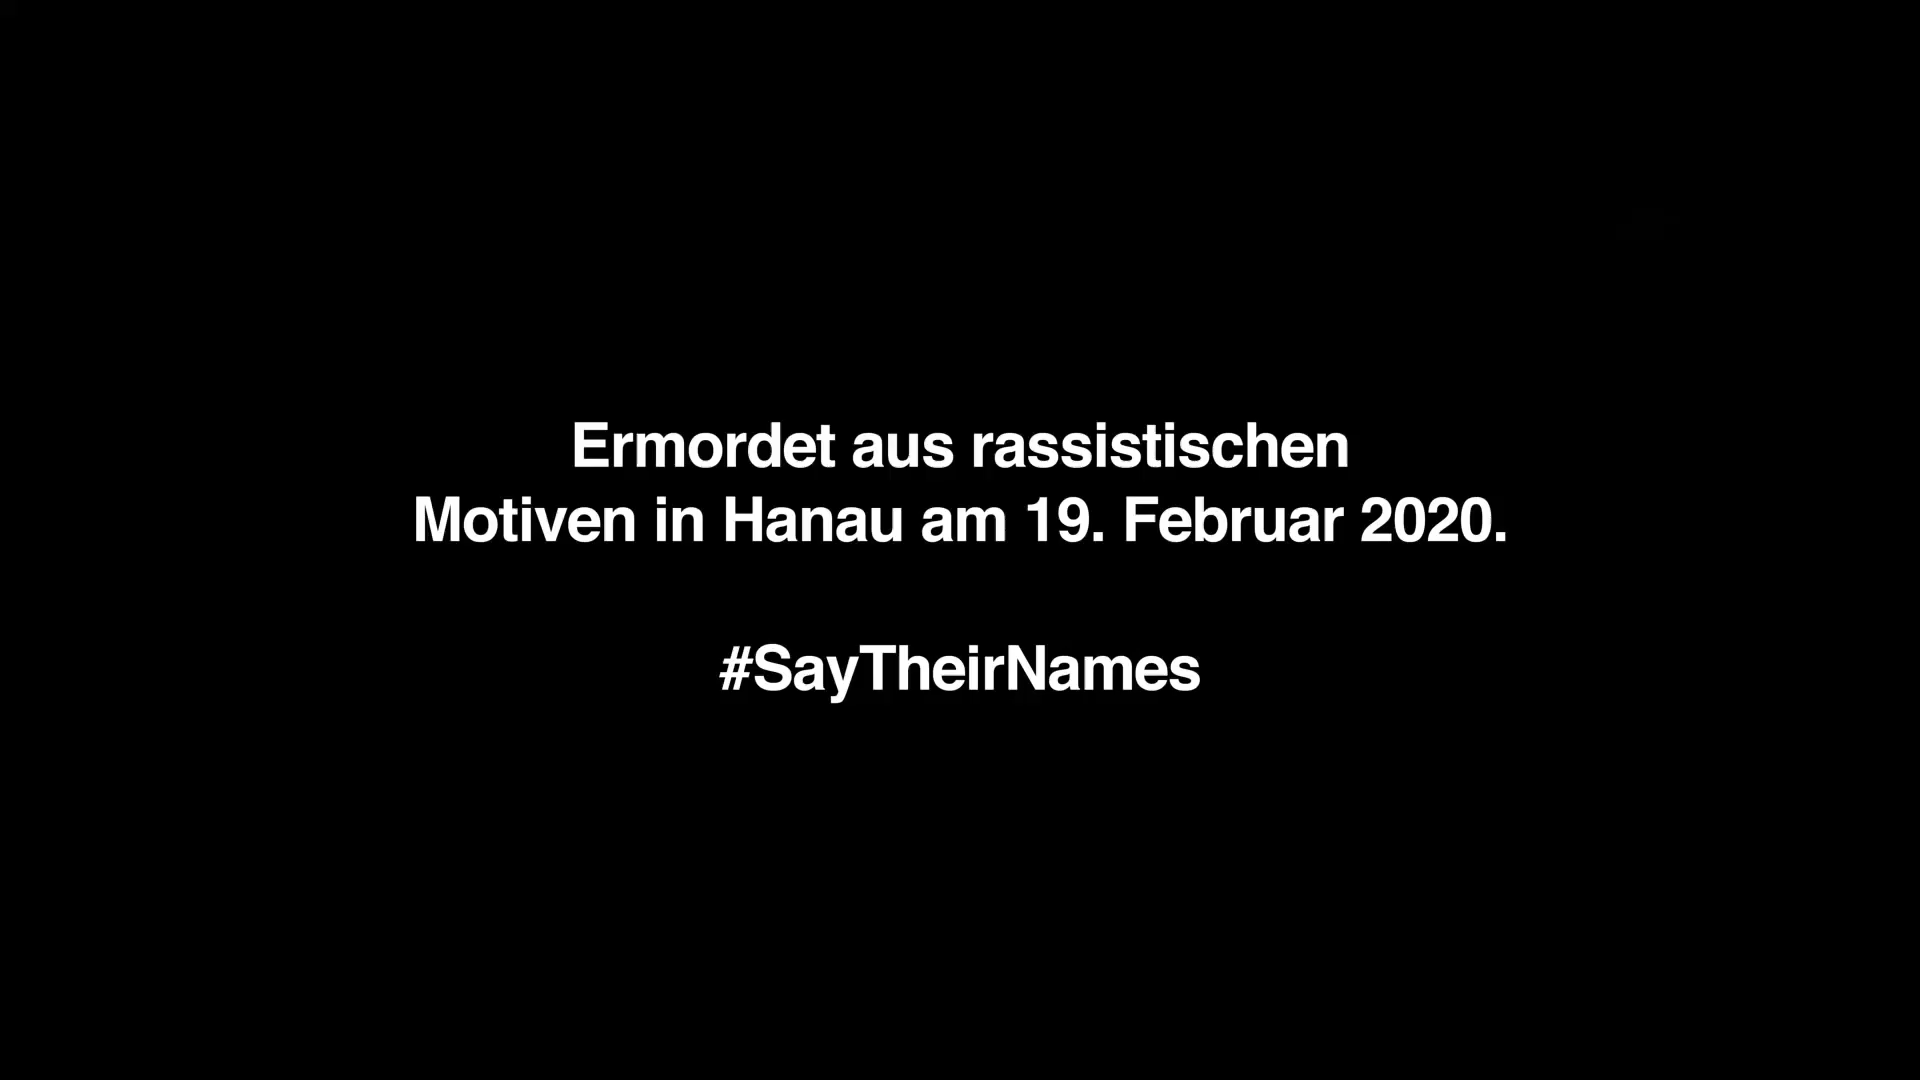 Ermordet aus rassistischen
Motiven in Hanau am 19. Februar 2020.
#SayTheirNames